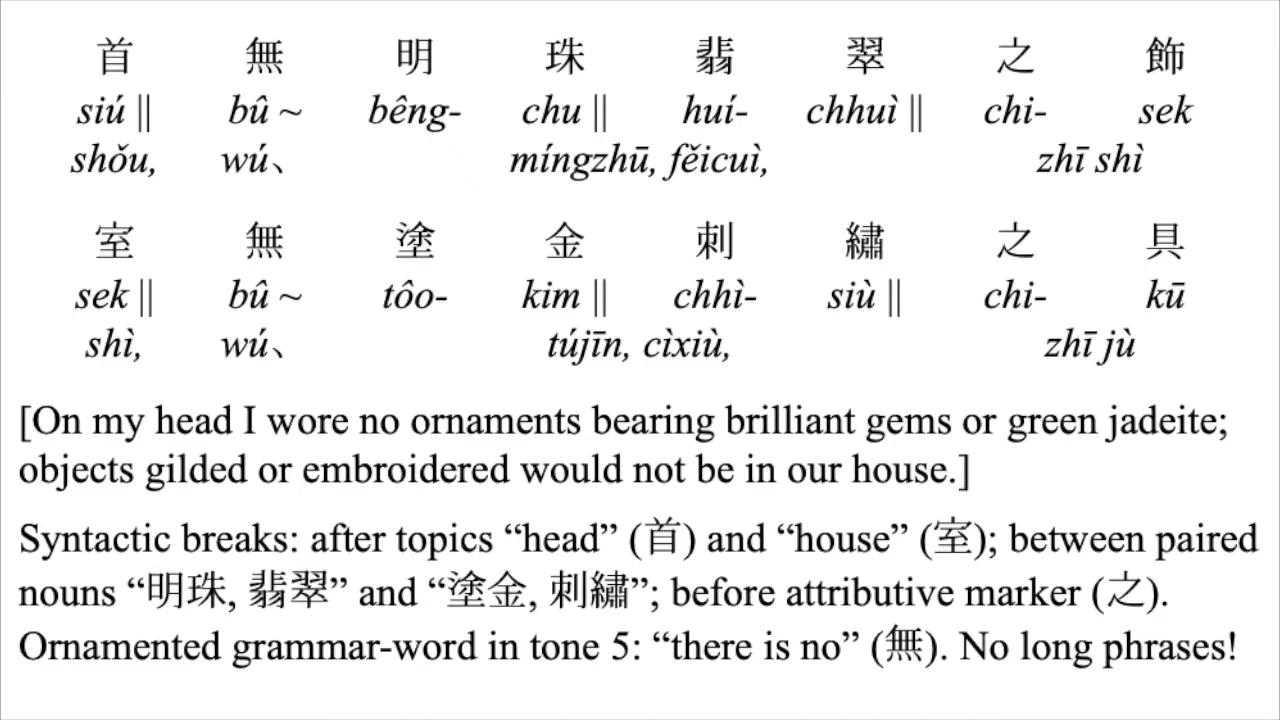 首 無 明 珠 翡 翠 之 飾
siú || bû ~ bêng- chu || huí- chhuì || chi- sek
shǒu, wú、 míngzhū, fěicuì, zhī shì
室 無 塗 金 刺 繡 之 具
sek || bû ~ tôo- kim || chhì- siù || chi- kū
shì, wú、 tújīn, cìxiù, zhī jù
[On my head I wore no ornaments bearing brilliant gems or green jadeite;
objects gilded or embroidered would not be in our house.]
Syntactic breaks: after topics “head” (首) and “house” (室); between paired
nouns “明珠, 翡翠” and “塗金, 刺繡”; before attributive marker (之).
Ornamented grammar-word in tone 5: “there is no” (無). No long phrases!